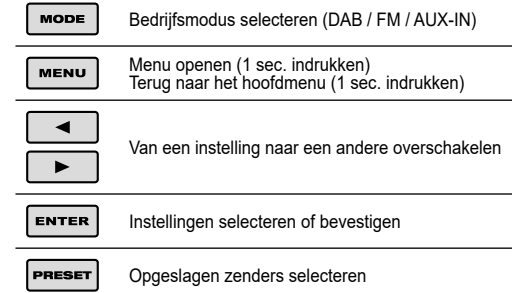 MODE Bedrijfsmodus selecteren (DAB / FM / AUX-IN)
MENU Menu openen (1 sec. indrukken)
Terug naar het hoofdmenu (1 sec. indrukken)
◄
► Van een instelling naar een andere overschakelen
ENTER Instellingen selecteren of bevestigen
PRESET Opgeslagen zenders selecteren